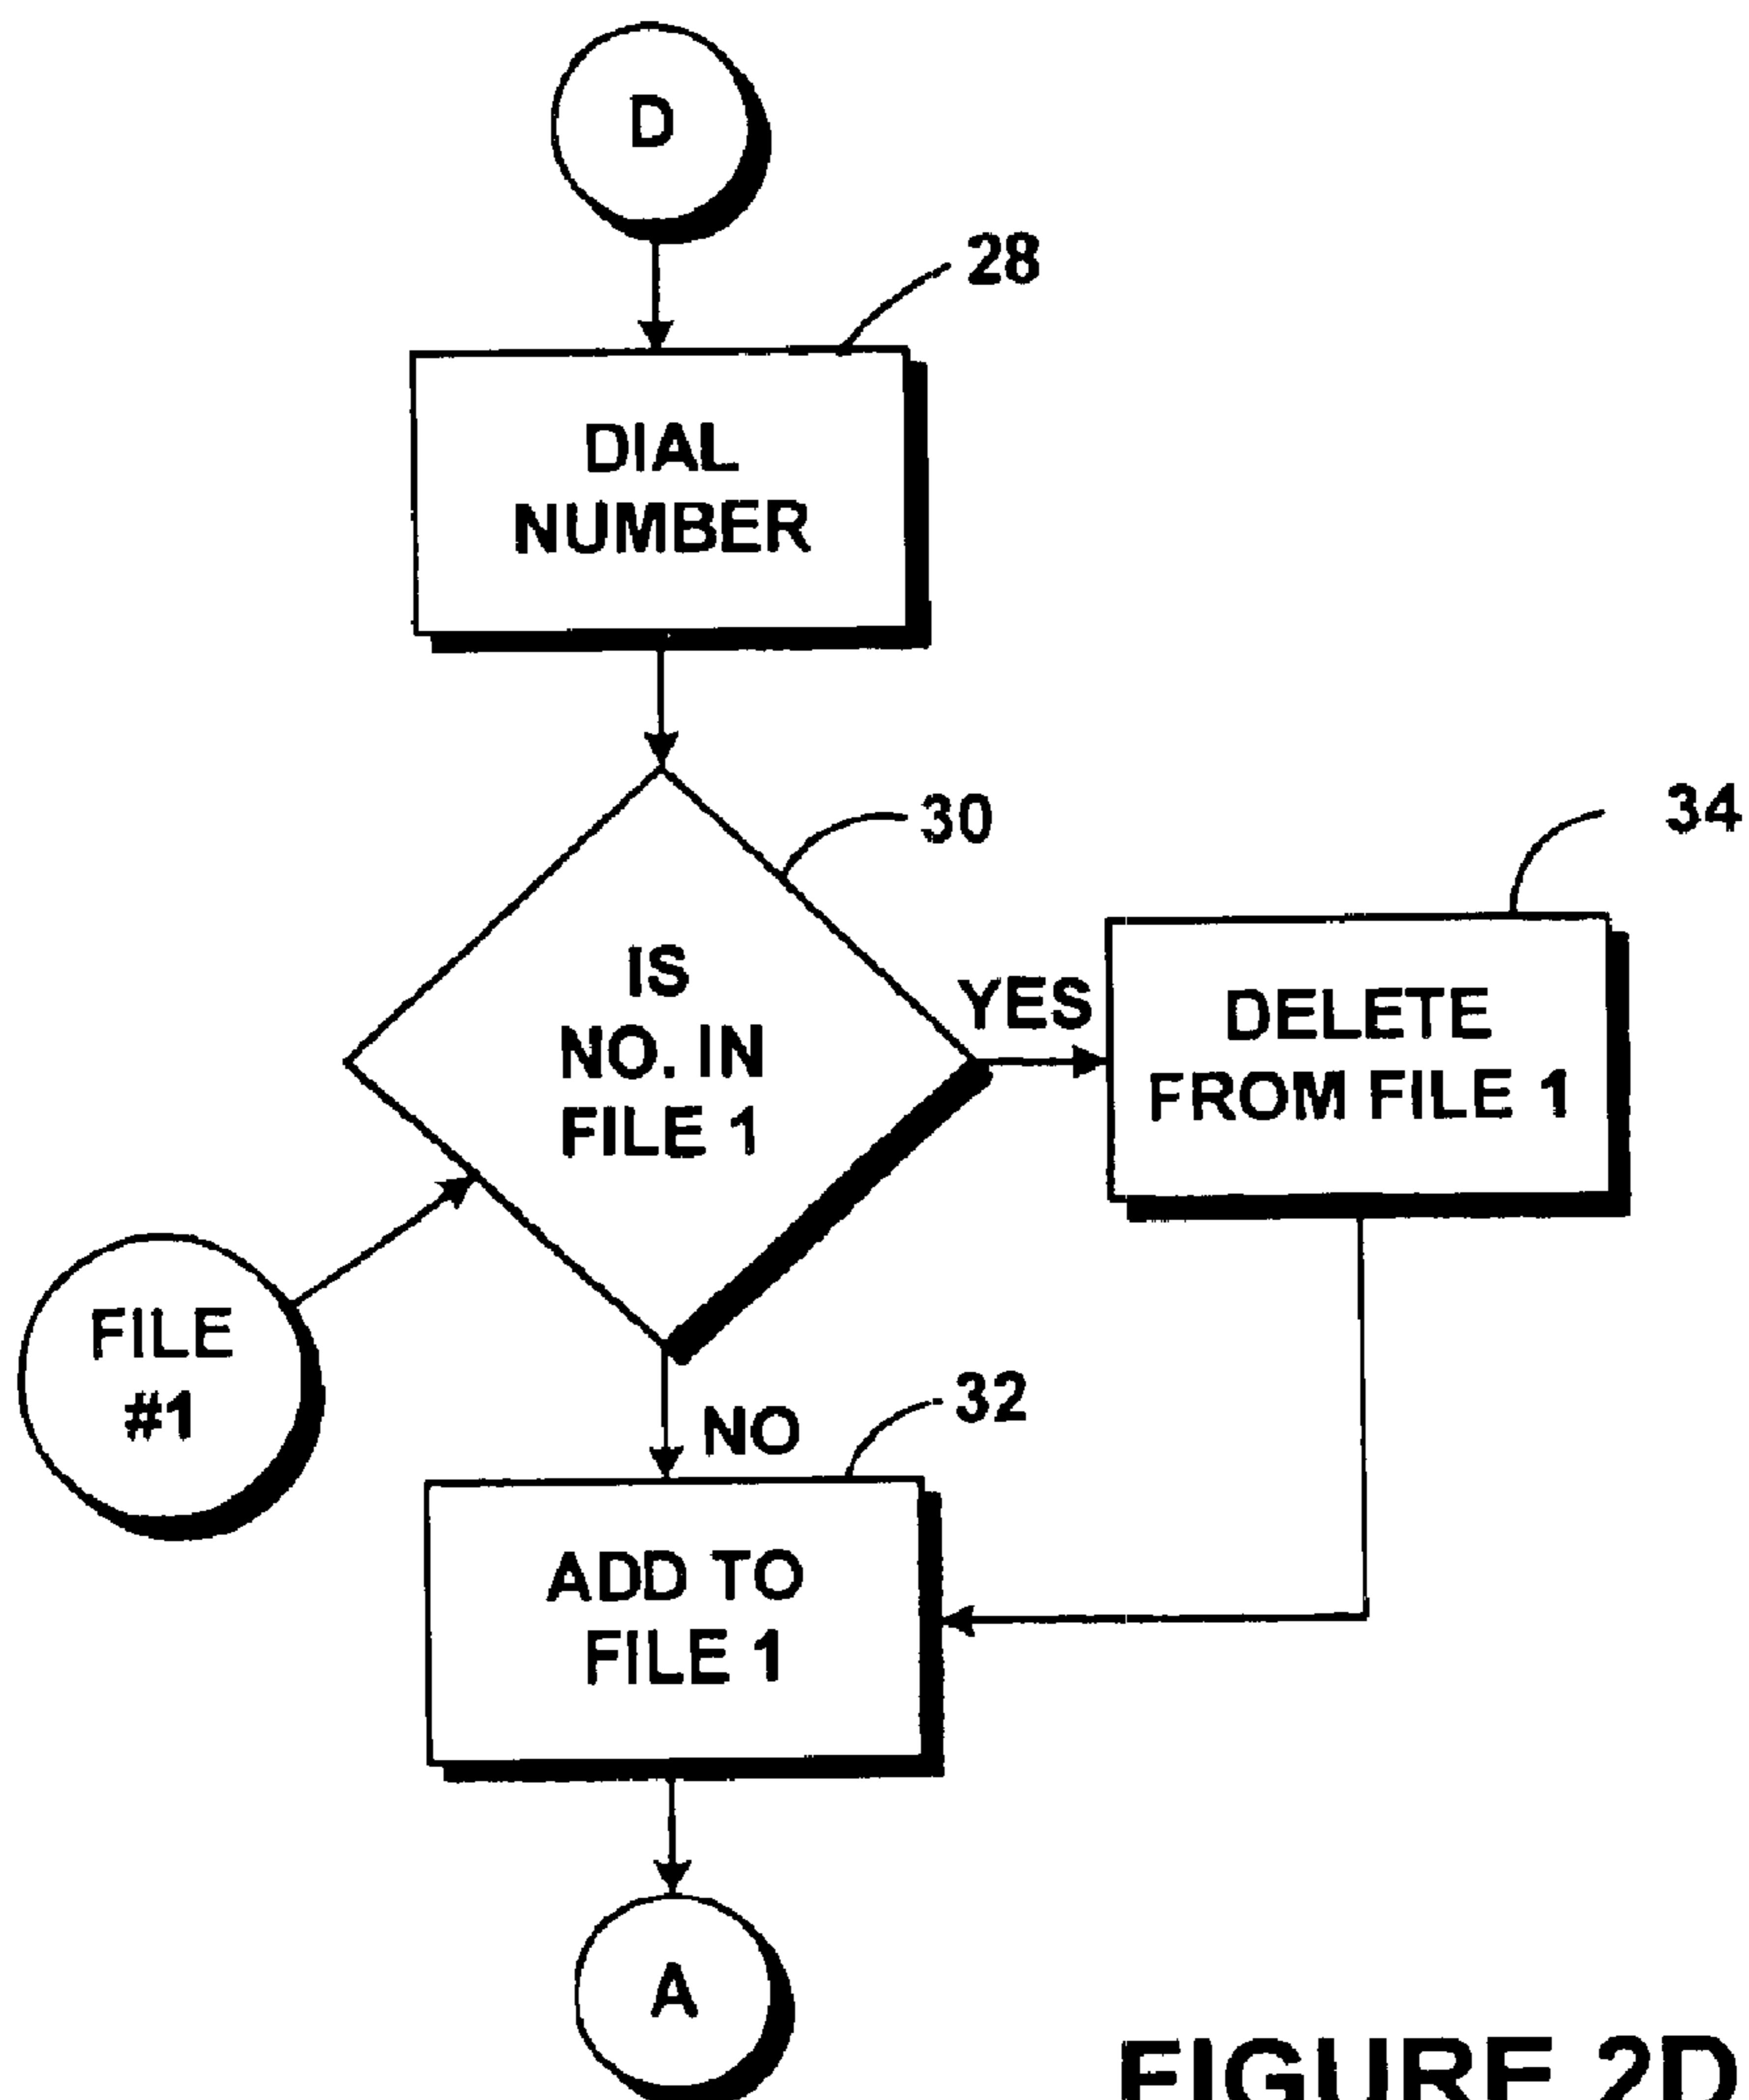 D
28
DIAL
NUMBER
30
34
IS
NO. IN
FILE 1
YES
DELETE
FROM FILE 1
FILE
#1
NO
32
ADD TO
FILE 1
A
FIGURE 2D